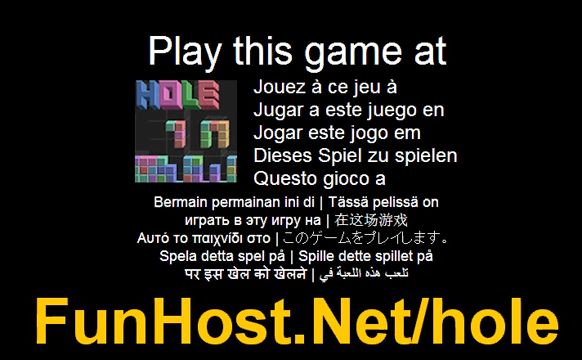 Play this game at
HOLE
Jouez à ce jeu à
Jugar a este juego en
Jogar este jogo em
Dieses Spiel zu spielen
Questo gioco a
Bermain permainan ini di | Tässä pelissä on
играть в эту игру на | 在这场游戏
Αυτό το παιχνίδι στο | このゲームをプレイします。
Spela detta spel på | Spille dette spillet på
पर इस खेल को खेलने | تلعب هذه اللعبة في
FunHost.Net/hole